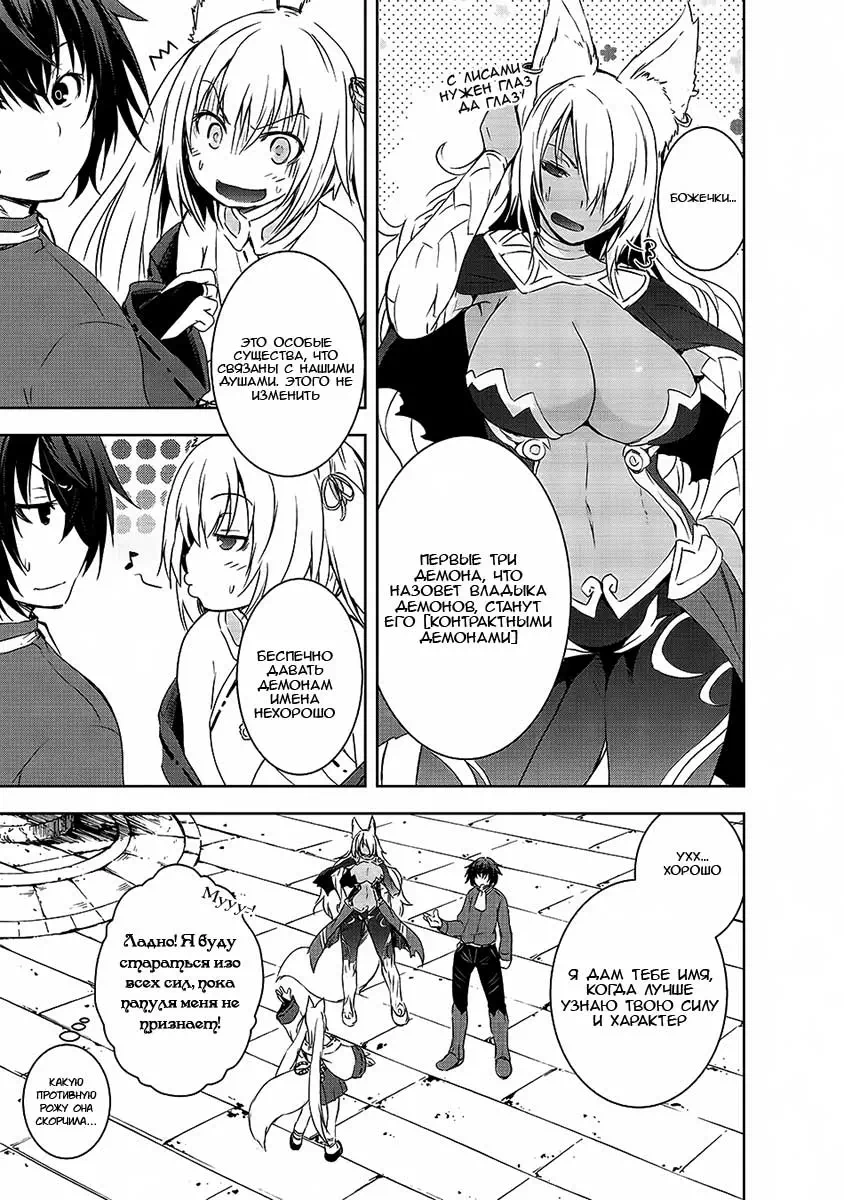 С ЛИСАМИ
НУЖЕН ГЛАЗ
ДА ГЛАЗ!
БОЖЕЧКИ...
ПЕРВЫЕ ТРИ
ДЕМОНА, ЧТО
НАЗОВЕТ ВЛАДЫКА
ДЕМОНОВ, СТАНУТ
ЕГО [КОНТРАКТНЫМИ
ДЕМОНАМИ]
ЭТО ОСОБЫЕ
СУЩЕСТВА, ЧТО
СВЯЗАНЫ С НАШИМИ
ДУШАМИ. ЭТОГО НЕ
ИЗМЕНИТЬ
БЕСПЕЧНО
ДАВАТЬ
ДЕМОНАМ
ИМЕНА
НЕХОРОШО
УХХ...
ХОРОШО
Я ДАМ ТЕБЕ ИМЯ,
КОГДА ЛУЧШЕ
УЗНАЮ ТВОЮ СИЛУ
И ХАРАКТЕР
Мууу~!
Ладно! Я буду
стараться изо
всех сил, пока
папуля меня не
признает!
КАКУЮ
ПРОТИВНУЮ
РОЖУ ОНА
СКОРЧИЛА...